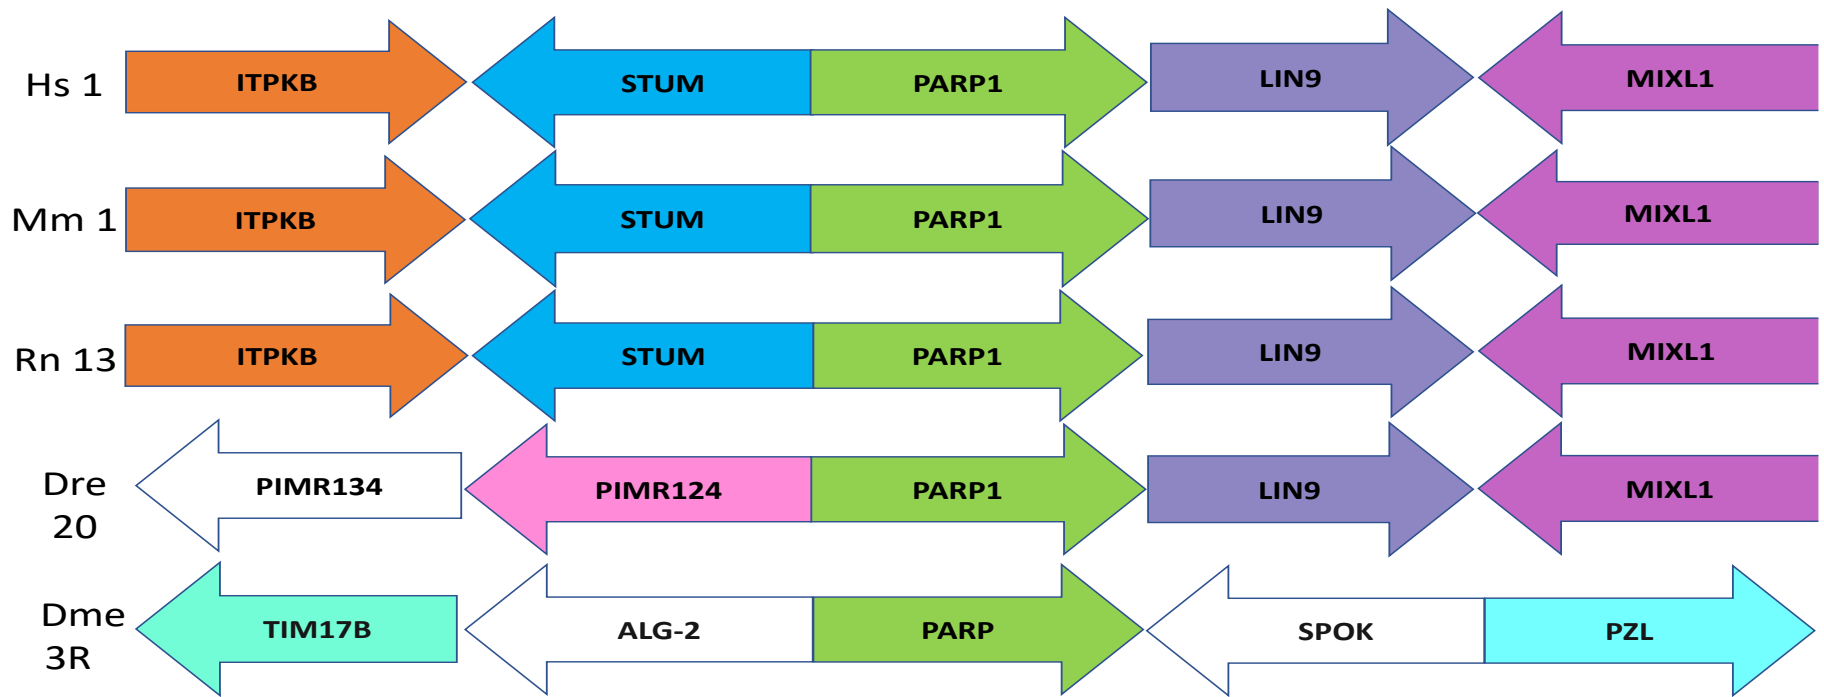 Hs 1 ITPKB STUM PARP1 LIN9 MIXL1
Mm 1 ITPKB STUM PARP1 LIN9 MIXL1
Rn 13 ITPKB STUM PARP1 LIN9 MIXL1
Dre
20
PIMR134 PIMR124 PARP1 LIN9 MIXL1
Dme
3R
TIM17B ALG-2 PARP SPOK PZL